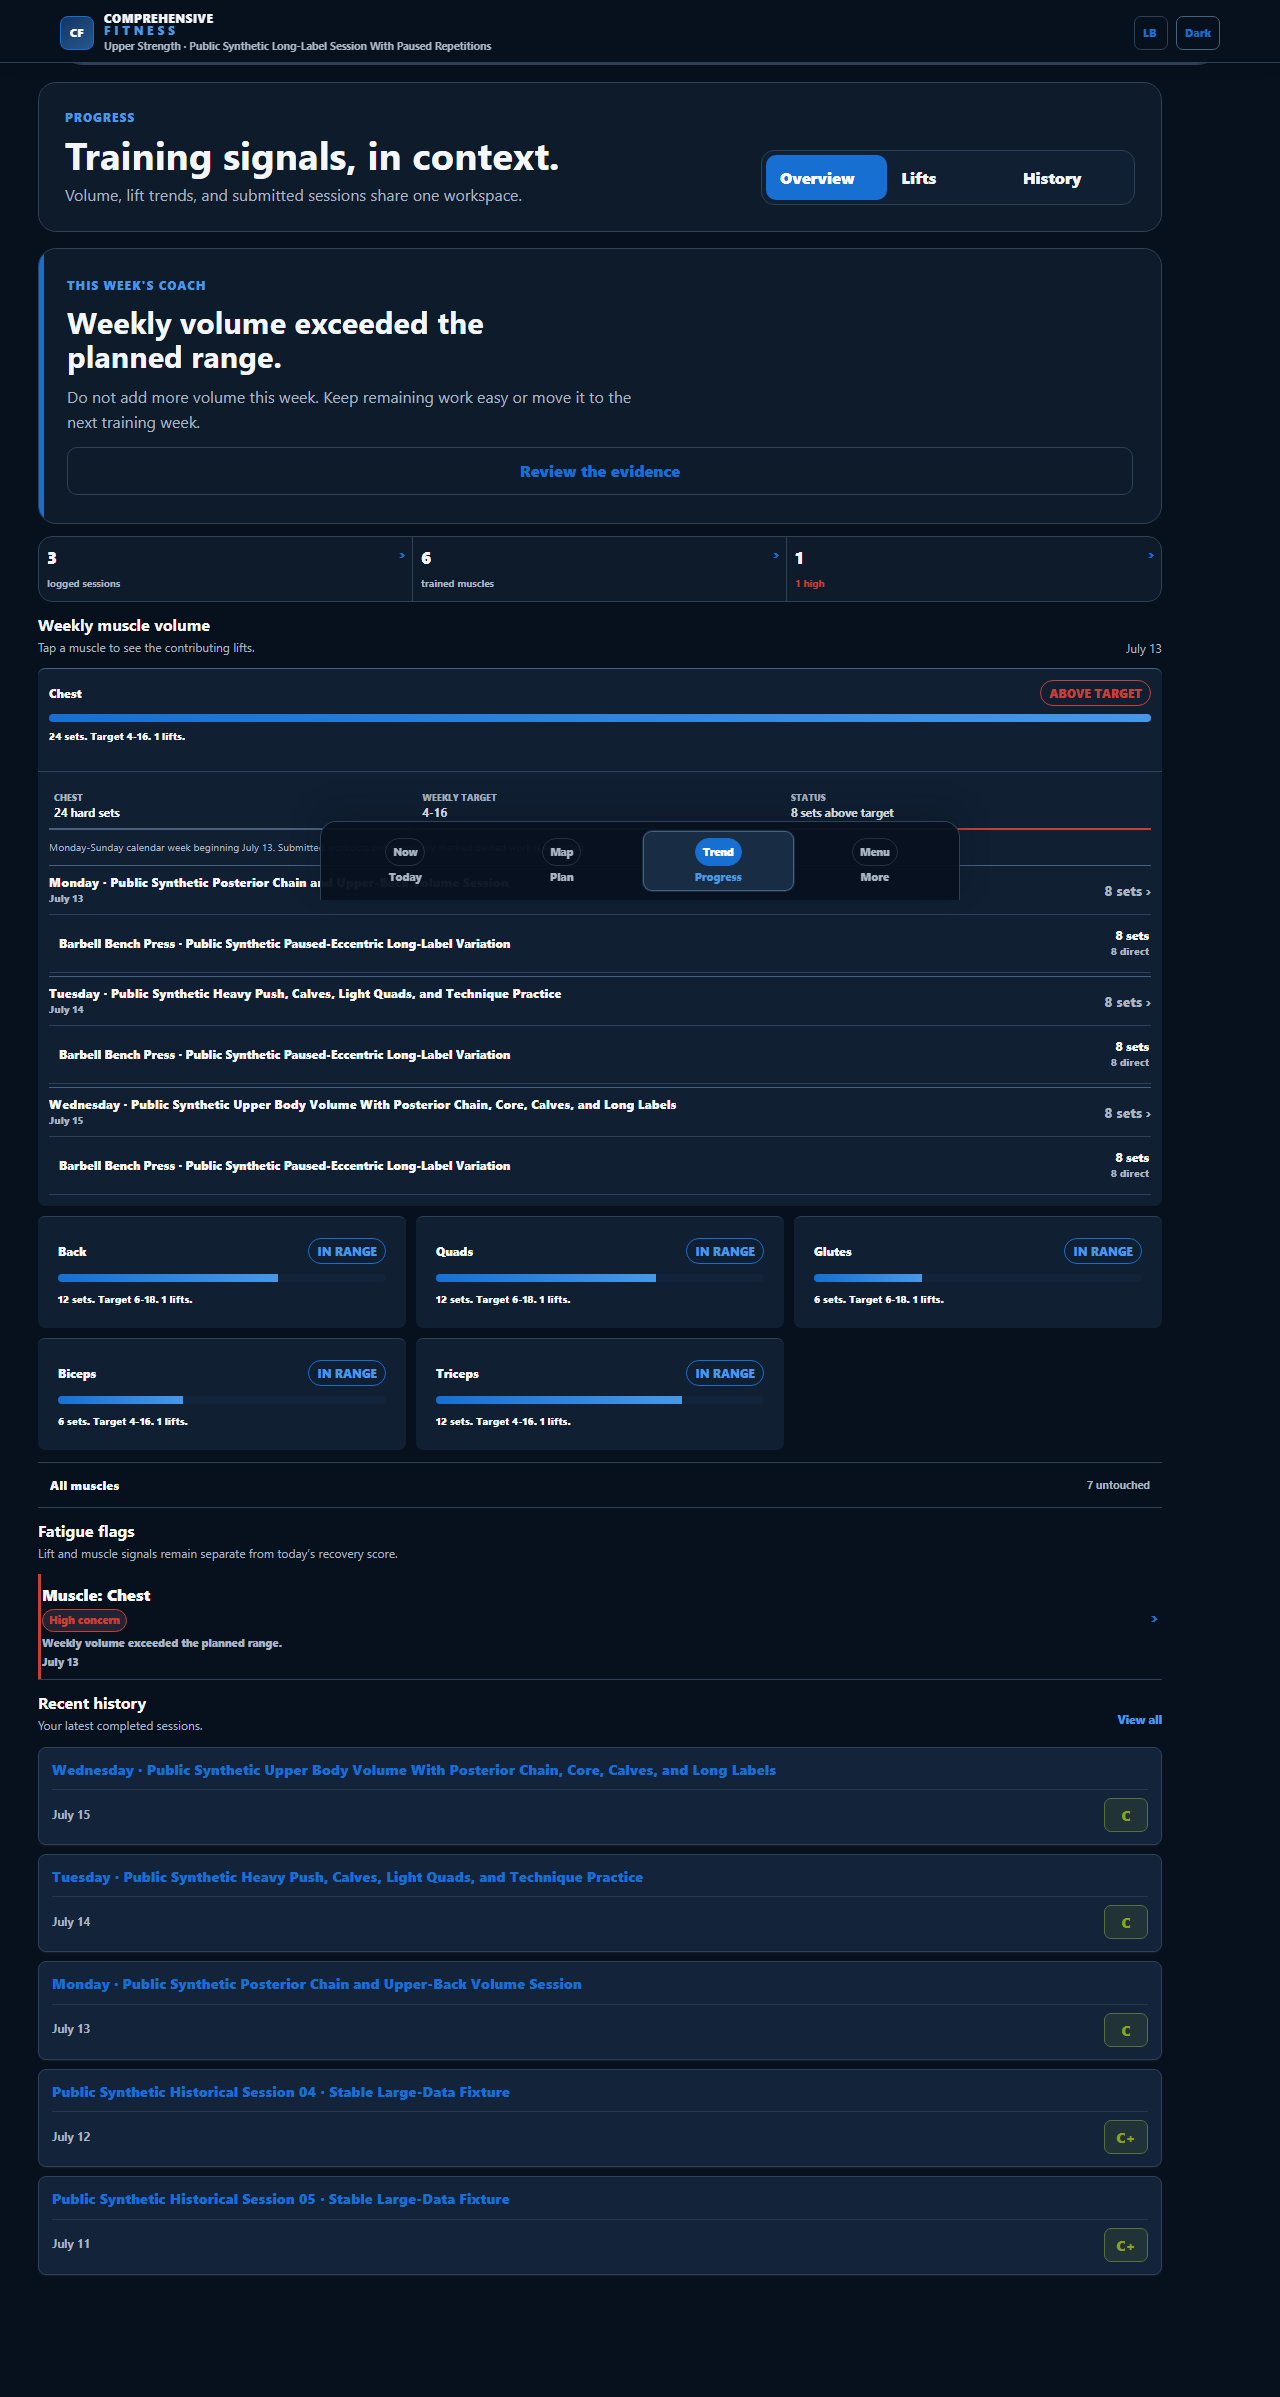 CF
COMPREHENSIVE
FITNESS
Upper Strength · Public Synthetic Long-Label Session With Paused Repetitions
LB
Dark
PROGRESS
Training signals, in context.
Volume, lift trends, and submitted sessions share one workspace.
Overview
Lifts
History
THIS WEEK'S COACH
Weekly volume exceeded the
planned range.
Do not add more volume this week. Keep remaining work easy or move it to the
next training week.
Review the evidence
3 ›
logged sessions
6 ›
trained muscles
1 ›
1 high
Weekly muscle volume
Tap a muscle to see the contributing lifts.
July 13
Chest
ABOVE TARGET
24 sets. Target 4-16. 1 lifts.
CHEST
24 hard sets
WEEKLY TARGET
4-16
STATUS
8 sets above target
Monday-Sunday calendar week beginning July 13. Submitted
Monday · Public Synthetic Posterior Chain and Upper-Back Volume Session
July 13
8 sets ›
Now
Today
Map
Plan
Trend
Progress
Menu
More
Barbell Bench Press · Public Synthetic Paused-Eccentric Long-Label Variation
8 sets
8 direct
Tuesday · Public Synthetic Heavy Push, Calves, Light Quads, and Technique Practice
July 14
8 sets ›
Barbell Bench Press · Public Synthetic Paused-Eccentric Long-Label Variation
8 sets
8 direct
Wednesday · Public Synthetic Upper Body Volume With Posterior Chain, Core, Calves, and Long Labels
July 15
8 sets ›
Barbell Bench Press · Public Synthetic Paused-Eccentric Long-Label Variation
8 sets
8 direct
Back
IN RANGE
12 sets. Target 6-18. 1 lifts.
Quads
IN RANGE
12 sets. Target 6-18. 1 lifts.
Glutes
IN RANGE
6 sets. Target 6-18. 1 lifts.
Biceps
IN RANGE
6 sets. Target 4-16. 1 lifts.
Triceps
IN RANGE
12 sets. Target 4-16. 1 lifts.
All muscles
7 untouched
Fatigue flags
Lift and muscle signals remain separate from today's recovery score.
Muscle: Chest
High concern
Weekly volume exceeded the planned range.
July 13
›
Recent history
Your latest completed sessions.
View all
Wednesday · Public Synthetic Upper Body Volume With Posterior Chain, Core, Calves, and Long Labels
July 15
C
Tuesday · Public Synthetic Heavy Push, Calves, Light Quads, and Technique Practice
July 14
C
Monday · Public Synthetic Posterior Chain and Upper-Back Volume Session
July 13
C
Public Synthetic Historical Session 04 · Stable Large-Data Fixture
July 12
C+
Public Synthetic Historical Session 05 · Stable Large-Data Fixture
July 11
C+